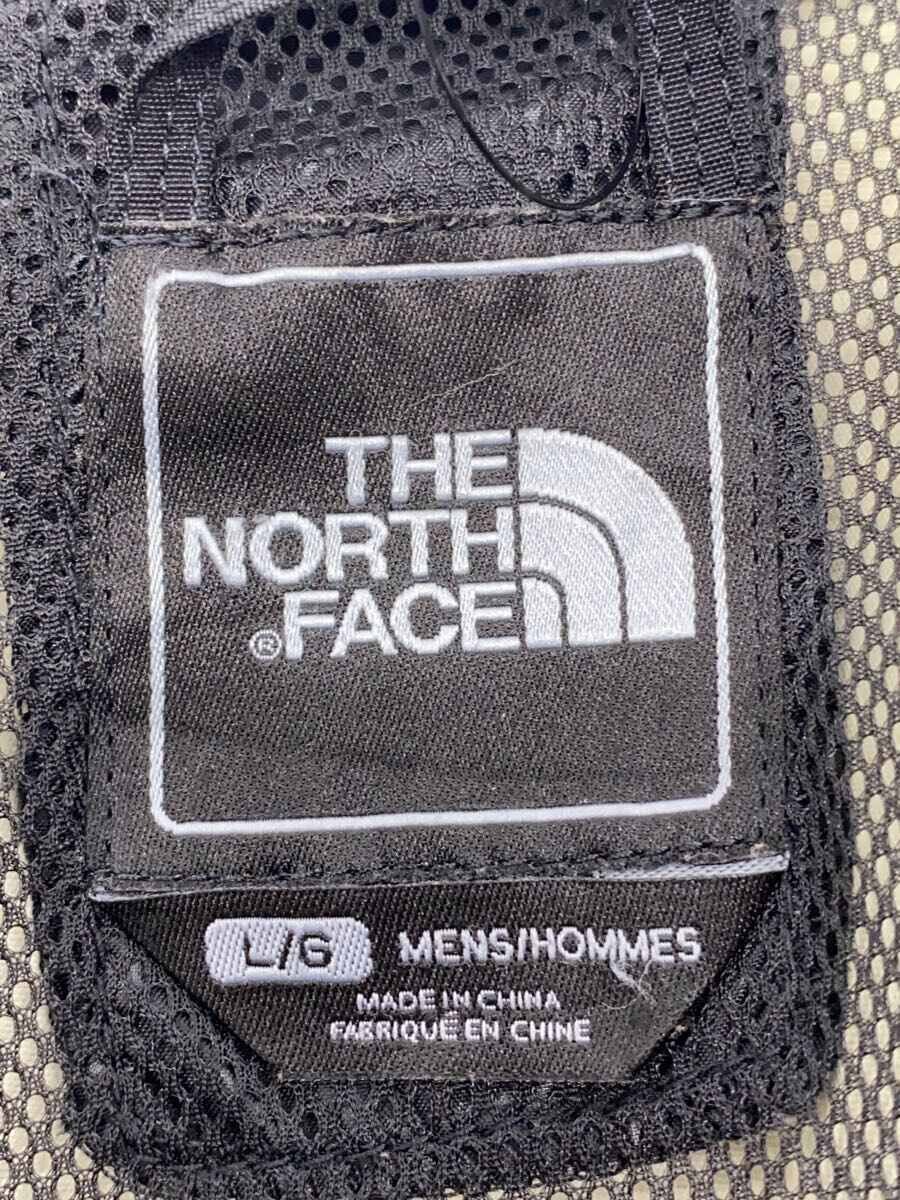 THE
NORTH
®FACE
L/G MENS/HOMMES
MADE IN CHINA
FABRIQUÉ EN CHINE